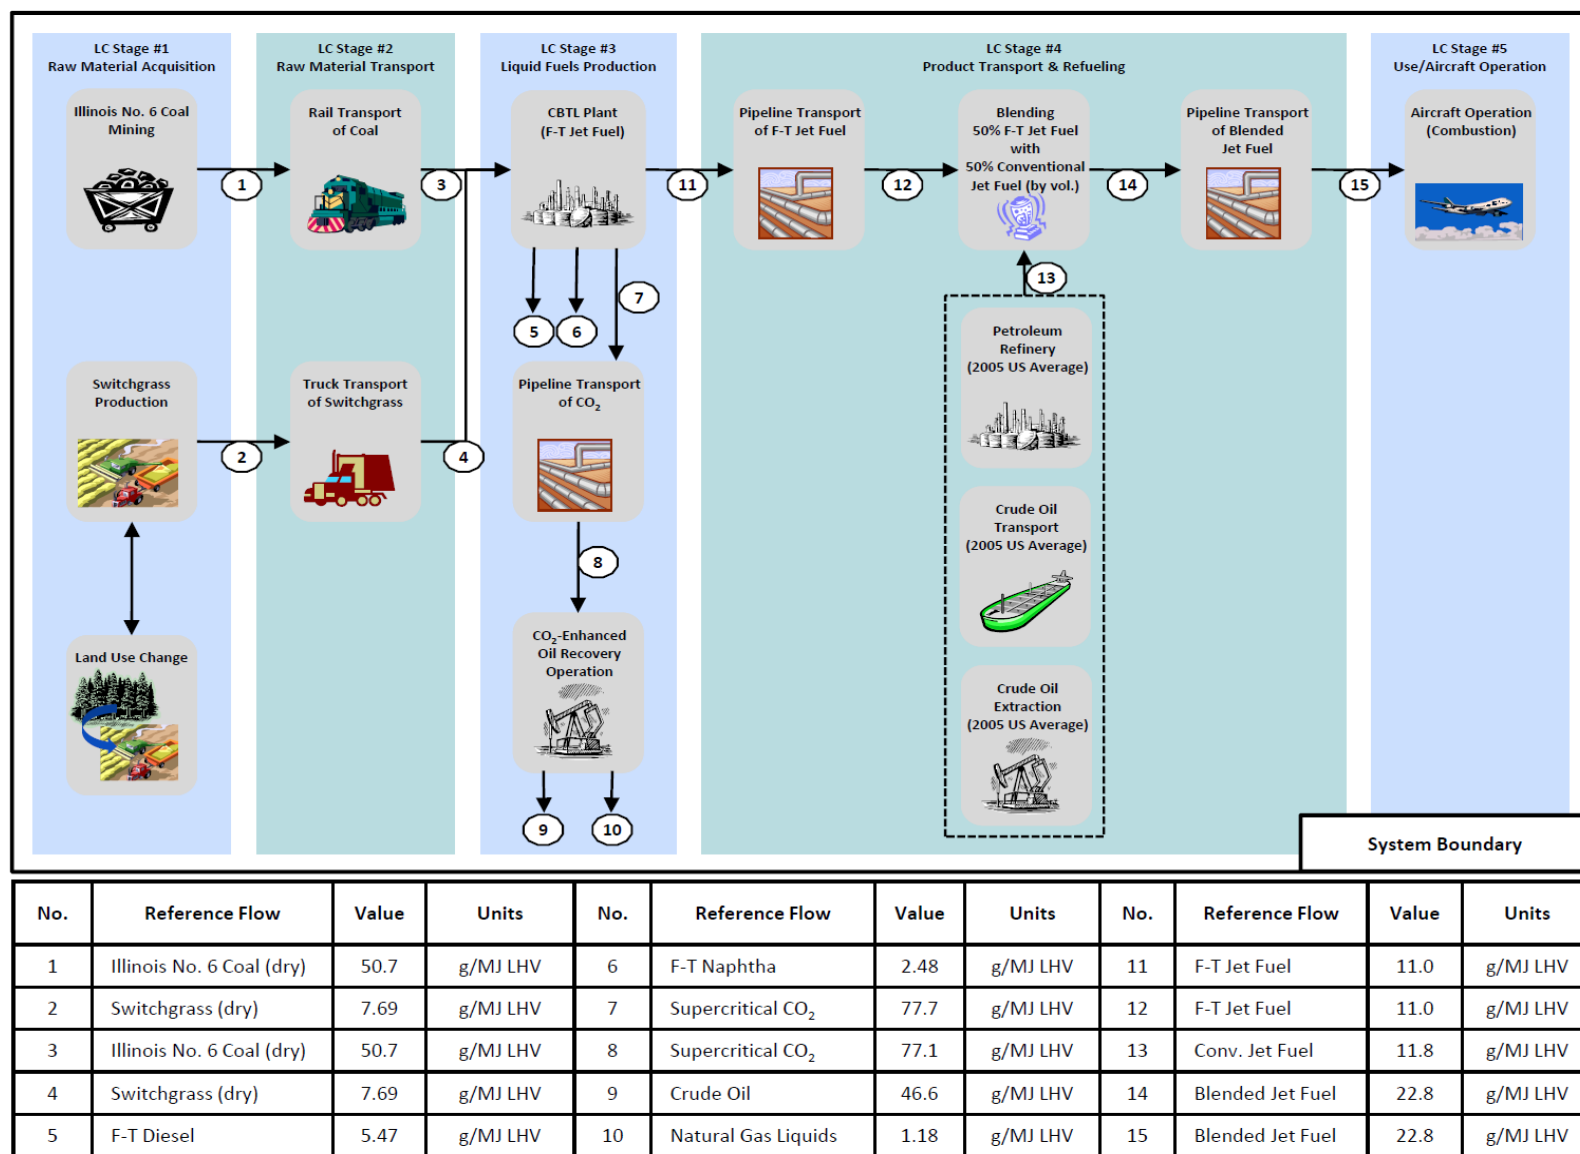 LC Stage #1
Raw Material Acquisition
LC Stage #2
Raw Material Transport
LC Stage #3
Liquid Fuels Production
LC Stage #4
Product Transport & Refueling
LC Stage #5
Use/Aircraft Operation
Illinois No. 6 Coal
Mining
Rail Transport
of Coal
CBTL Plant
(F-T Jet Fuel)
Pipeline Transport
of F-T Jet Fuel
Blending
50% F-T Jet Fuel
with
50% Conventional
Jet Fuel (by vol.)
Pipeline Transport
of Blended
Jet Fuel
Aircraft Operation
(Combustion)
1
3
11
12
14
15
13
7
5
6
Switchgrass
Production
Truck Transport
of Switchgrass
Pipeline Transport
of CO₂
Petroleum
Refinery
(2005 US Average)
2
4
8
Crude Oil
Transport
(2005 US Average)
Land Use Change
CO₂-Enhanced
Oil Recovery
Operation
Crude Oil
Extraction
(2005 US Average)
9
10
System Boundary
No. Reference Flow Value Units No. Reference Flow Value Units No. Reference Flow Value Units
1 Illinois No. 6 Coal (dry) 50.7 g/MJ LHV 6 F-T Naphtha 2.48 g/MJ LHV 11 F-T Jet Fuel 11.0 g/MJ LHV
2 Switchgrass (dry) 7.69 g/MJ LHV 7 Supercritical CO₂ 77.7 g/MJ LHV 12 F-T Jet Fuel 11.0 g/MJ LHV
3 Illinois No. 6 Coal (dry) 50.7 g/MJ LHV 8 Supercritical CO₂ 77.1 g/MJ LHV 13 Conv. Jet Fuel 11.8 g/MJ LHV
4 Switchgrass (dry) 7.69 g/MJ LHV 9 Crude Oil 46.6 g/MJ LHV 14 Blended Jet Fuel 22.8 g/MJ LHV
5 F-T Diesel 5.47 g/MJ LHV 10 Natural Gas Liquids 1.18 g/MJ LHV 15 Blended Jet Fuel 22.8 g/MJ LHV